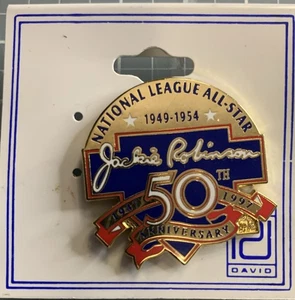 NATIONAL LEAGUE ALL-STAR
★ 1949-1954 ★
Jackie Robinson
50TH
1947 1997
ANNIVERSARY
DAVID